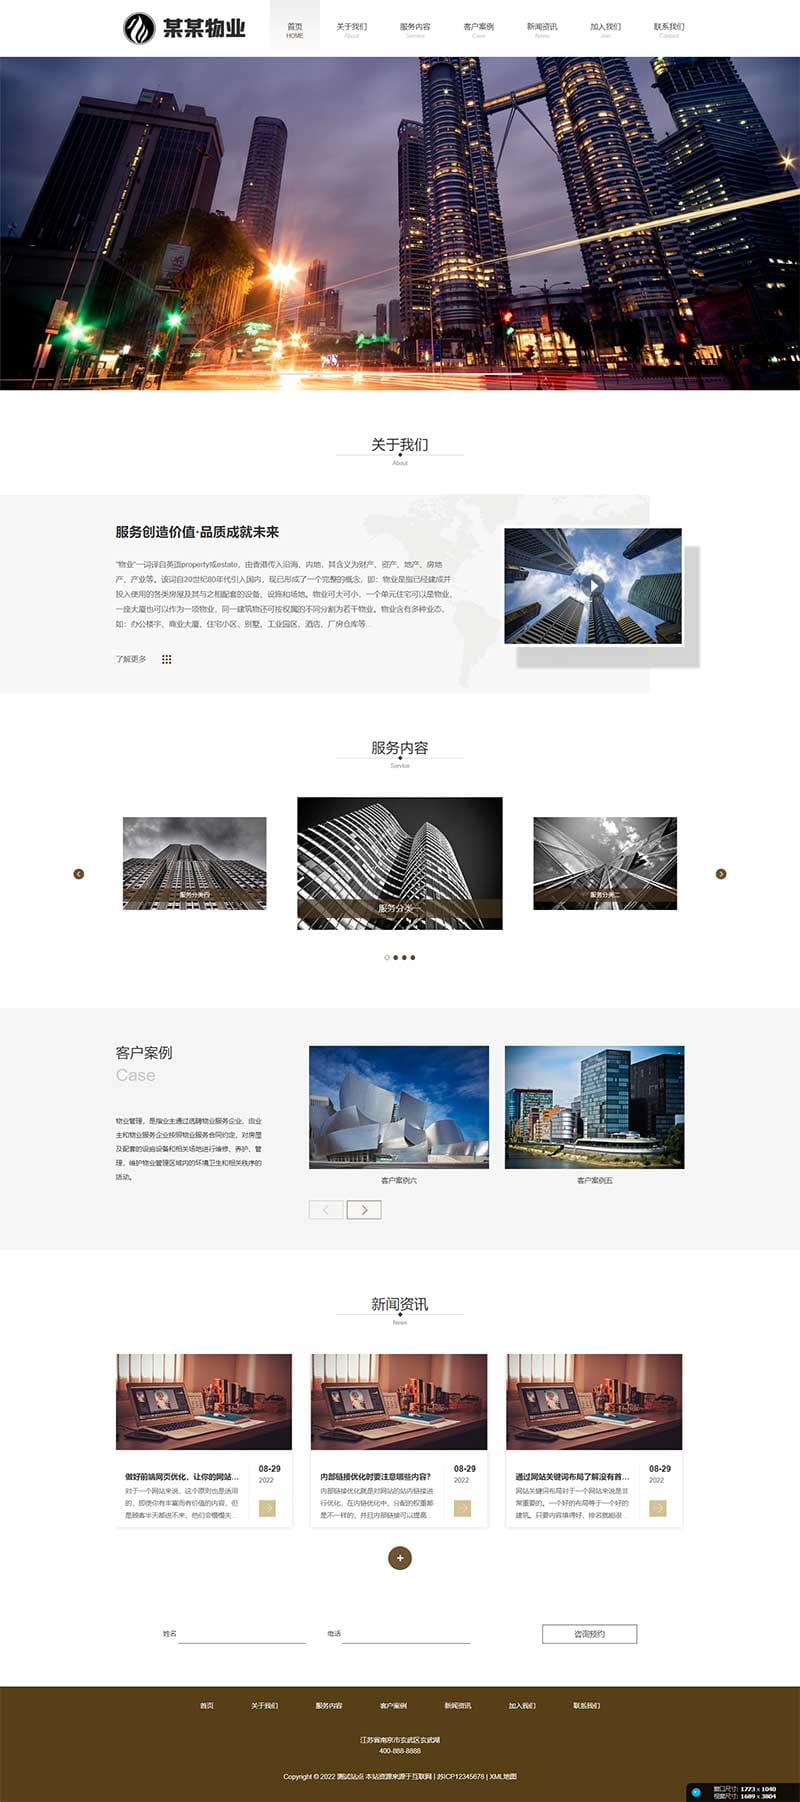 某某物业
首页 关于我们 服务内容 客户案例 新闻资讯 加入我们 联系我们
HOME About Service Case News Join Contact
关于我们
About
服务创造价值·品质成就未来
"物业"一词译自英语property或estate，由香港传入沿海、内地，其含义为财产、资产、地产、房地
产、产业等。该词自20世纪80年代引入国内，现已形成了一个完整的概念，即：物业是指已经建成并
投入使用的各类房屋及其与之相配套的设备、设施和场地。物业可大可小，一个单元住宅可以是物业，
一座大厦也可以作为一项物业，同一建筑物还可按权属的不同分割为若干物业。物业含有多种业态，
如：办公楼宇、商业大厦、住宅小区、别墅、工业园区、酒店、厂房仓库等...
了解更多
服务内容
Service
服务分类四
服务分类一
服务分类二
客户案例
Case
物业管理，是指业主通过选聘物业服务企业，由业
主和物业服务企业按照物业服务合同约定，对房屋
及配套的设施设备和相关场地进行维修、养护、管
理，维护物业管理区域内的环境卫生和相关秩序的
活动。
客户案例六
客户案例五
新闻资讯
News
做好前端网页优化，让你的网站...
对于一个网站来说，这个原则也是适用
的，即使你有丰富而有价值的内容，但
是顾客半天都进不来，他们会慢慢失...
08-29
2022
内部链接优化时要注意哪些内容?
内部链接优化就是对网站的站内链接进
行优化，在内链优化中，分配的权重都
是不一样的，并且内部链接可以提高...
08-29
2022
通过网站关键词布局了解没有首...
网站关键词布局对于一个网站来说是非
常重要的。一个好的布局等于一个好的
建筑。只要内容填得好，排名就能很...
08-29
2022
+
姓名
电话
咨询预约
首页 关于我们 服务内容 客户案例 新闻资讯 加入我们 联系我们
江苏省南京市玄武区玄武湖
400-888-8888
Copyright © 2022 测试站点 本站资源来源于互联网 | 苏ICP12345678 | XML地图
窗口尺寸: 1773 x 1040
视窗尺寸: 1689 x 3804